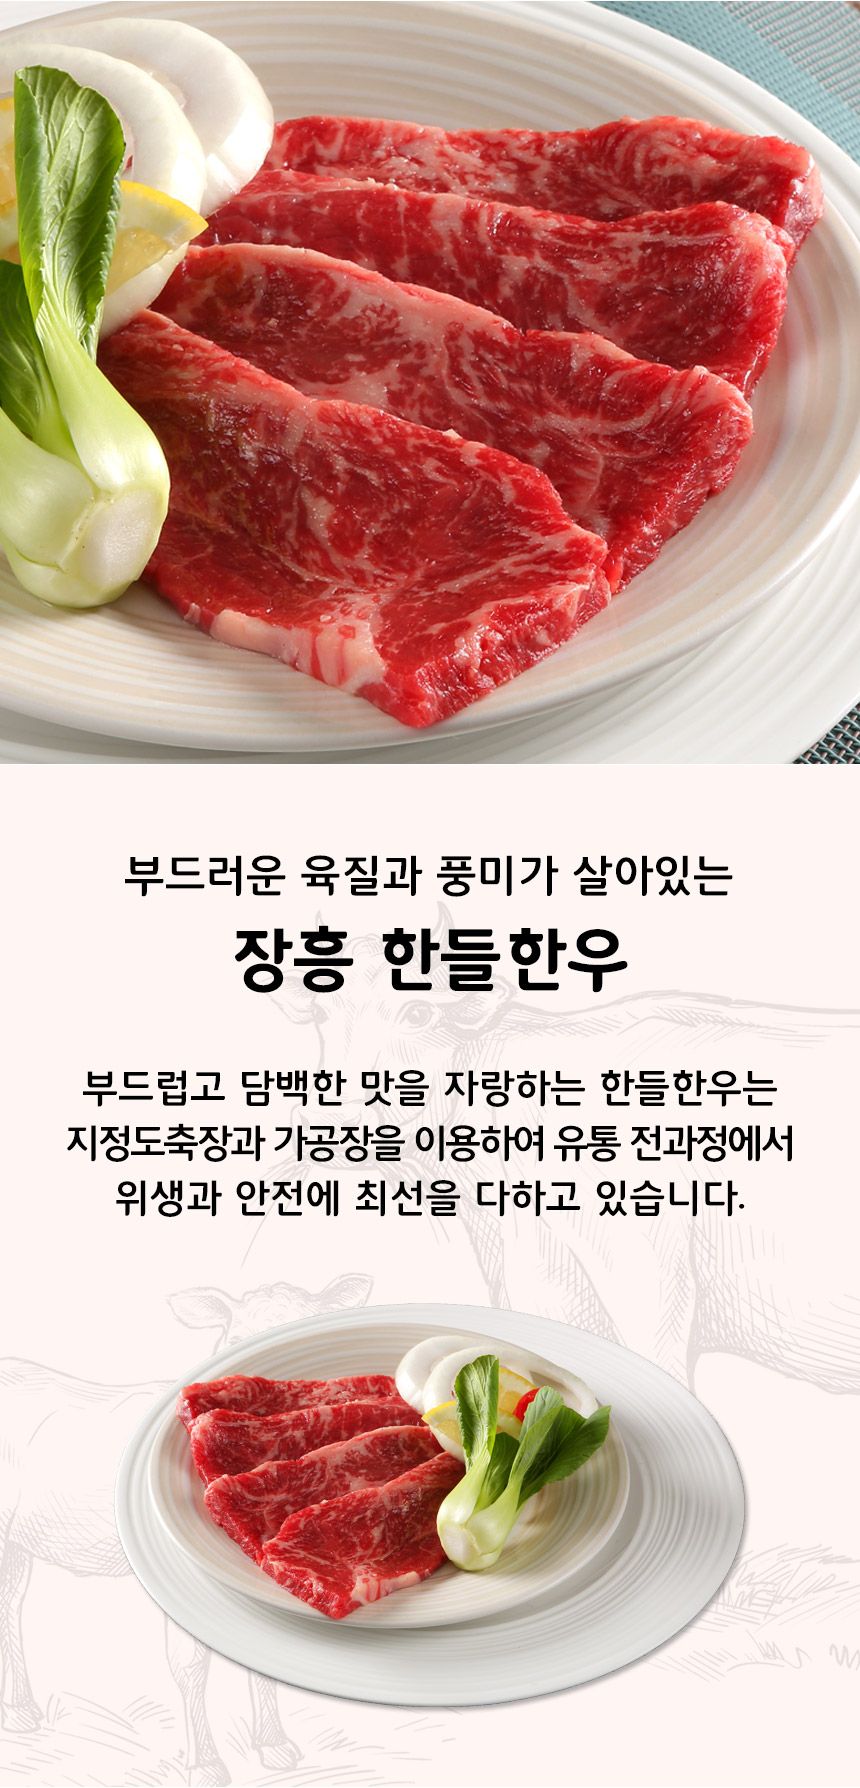 부드러운 육질과 풍미가 살아있는
장흥 한들한우
부드럽고 담백한 맛을 자랑하는 한들한우는
지정도축장과 가공장을 이용하여 유통 전과정에서
위생과 안전에 최선을 다하고 있습니다.